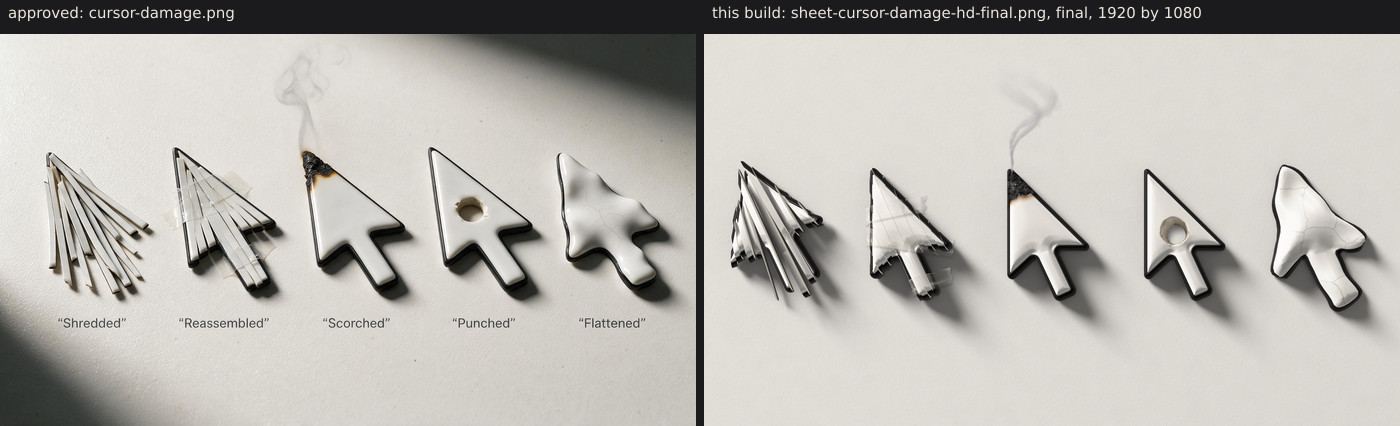 approved: cursor-damage.png
this build: sheet-cursor-damage-hd-final.png, final, 1920 by 1080
“Shredded”
“Reassembled”
“Scorched”
“Punched”
“Flattened”